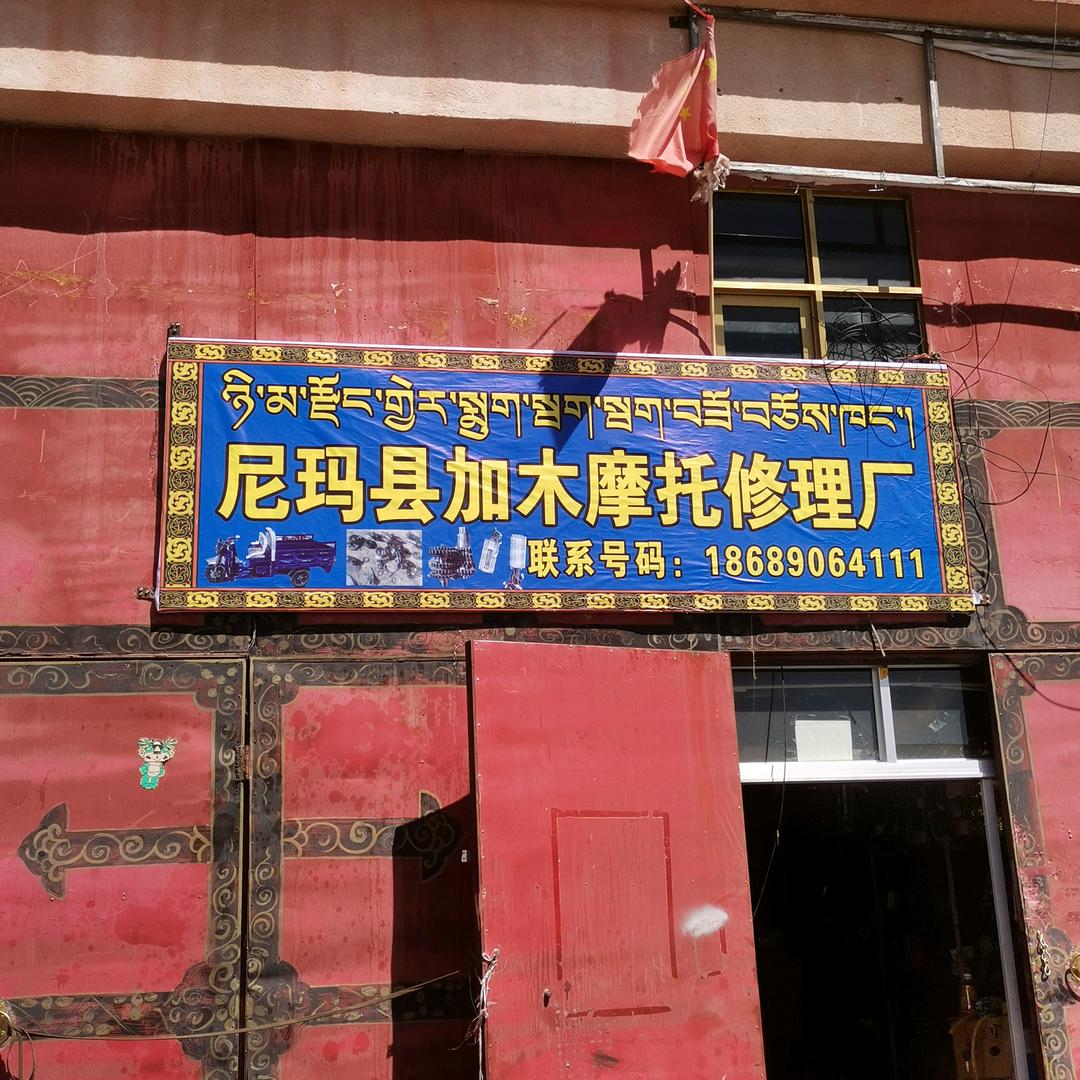 ཉི་མ་རྫོང་གྱེར་སྨུག་སྦག་སྦག་བཟོ་བཅོས་ཁང་།
尼玛县加木摩托修理厂
联系号码：18689064111